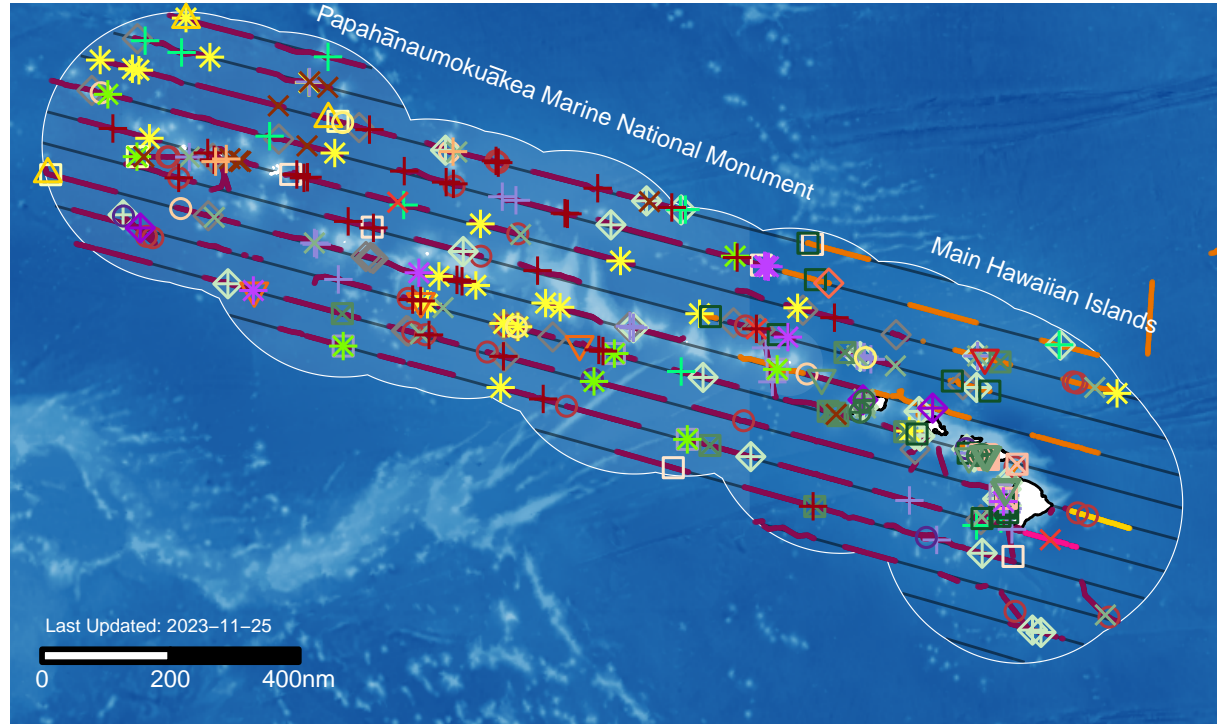 Papahānaumokuākea Marine National Monument
Main Hawaiian Islands
Last Updated: 2023−11−25
0 200 400nm